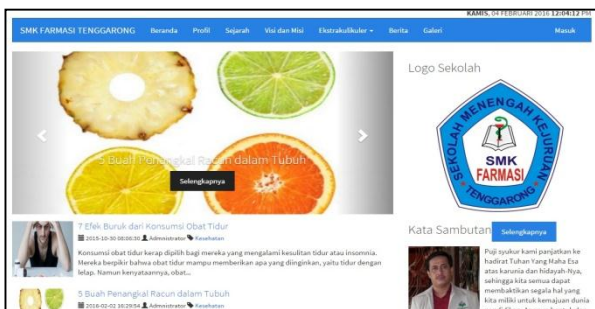 KAMIS, 04 FEBRUARI 2016 12:04:12 PM
SMK FARMASI TENGGARONG Beranda Profil Sejarah Visi dan Misi Ekstrakulikuler Berita Galeri Masuk
5 Buah Penangkal Racun dalam Tubuh
Selengkapnya
7 Efek Buruk dari Konsumsi Obat Tidur
2015-10-30 08:06:30 Administrator Kesehatan
Konsumsi obat tidur kerap dipilih bagi mereka yang mengalami kesulitan tidur atau insomnia.
Mereka berpikir bahwa obat tidur mampu memberikan apa yang diinginkan, yaitu tidur dengan
lelap. Namun kenyataannya, obat...
5 Buah Penangkal Racun dalam Tubuh
2016-02-02 16:29:54 Administrator Kesehatan
Logo Sekolah
SEKOLAH MENENGAH KEJURUAN
SMK
FARMASI
TENGGARONG
Kata Sambutan Selengkapnya
Puji syukur kami panjatkan ke
hadirat Tuhan Yang Maha Esa
atas karunia dan hidayah-Nya,
sehingga kita semua dapat
membaktikan segala hal yang
kita miliki untuk kemajuan dunia